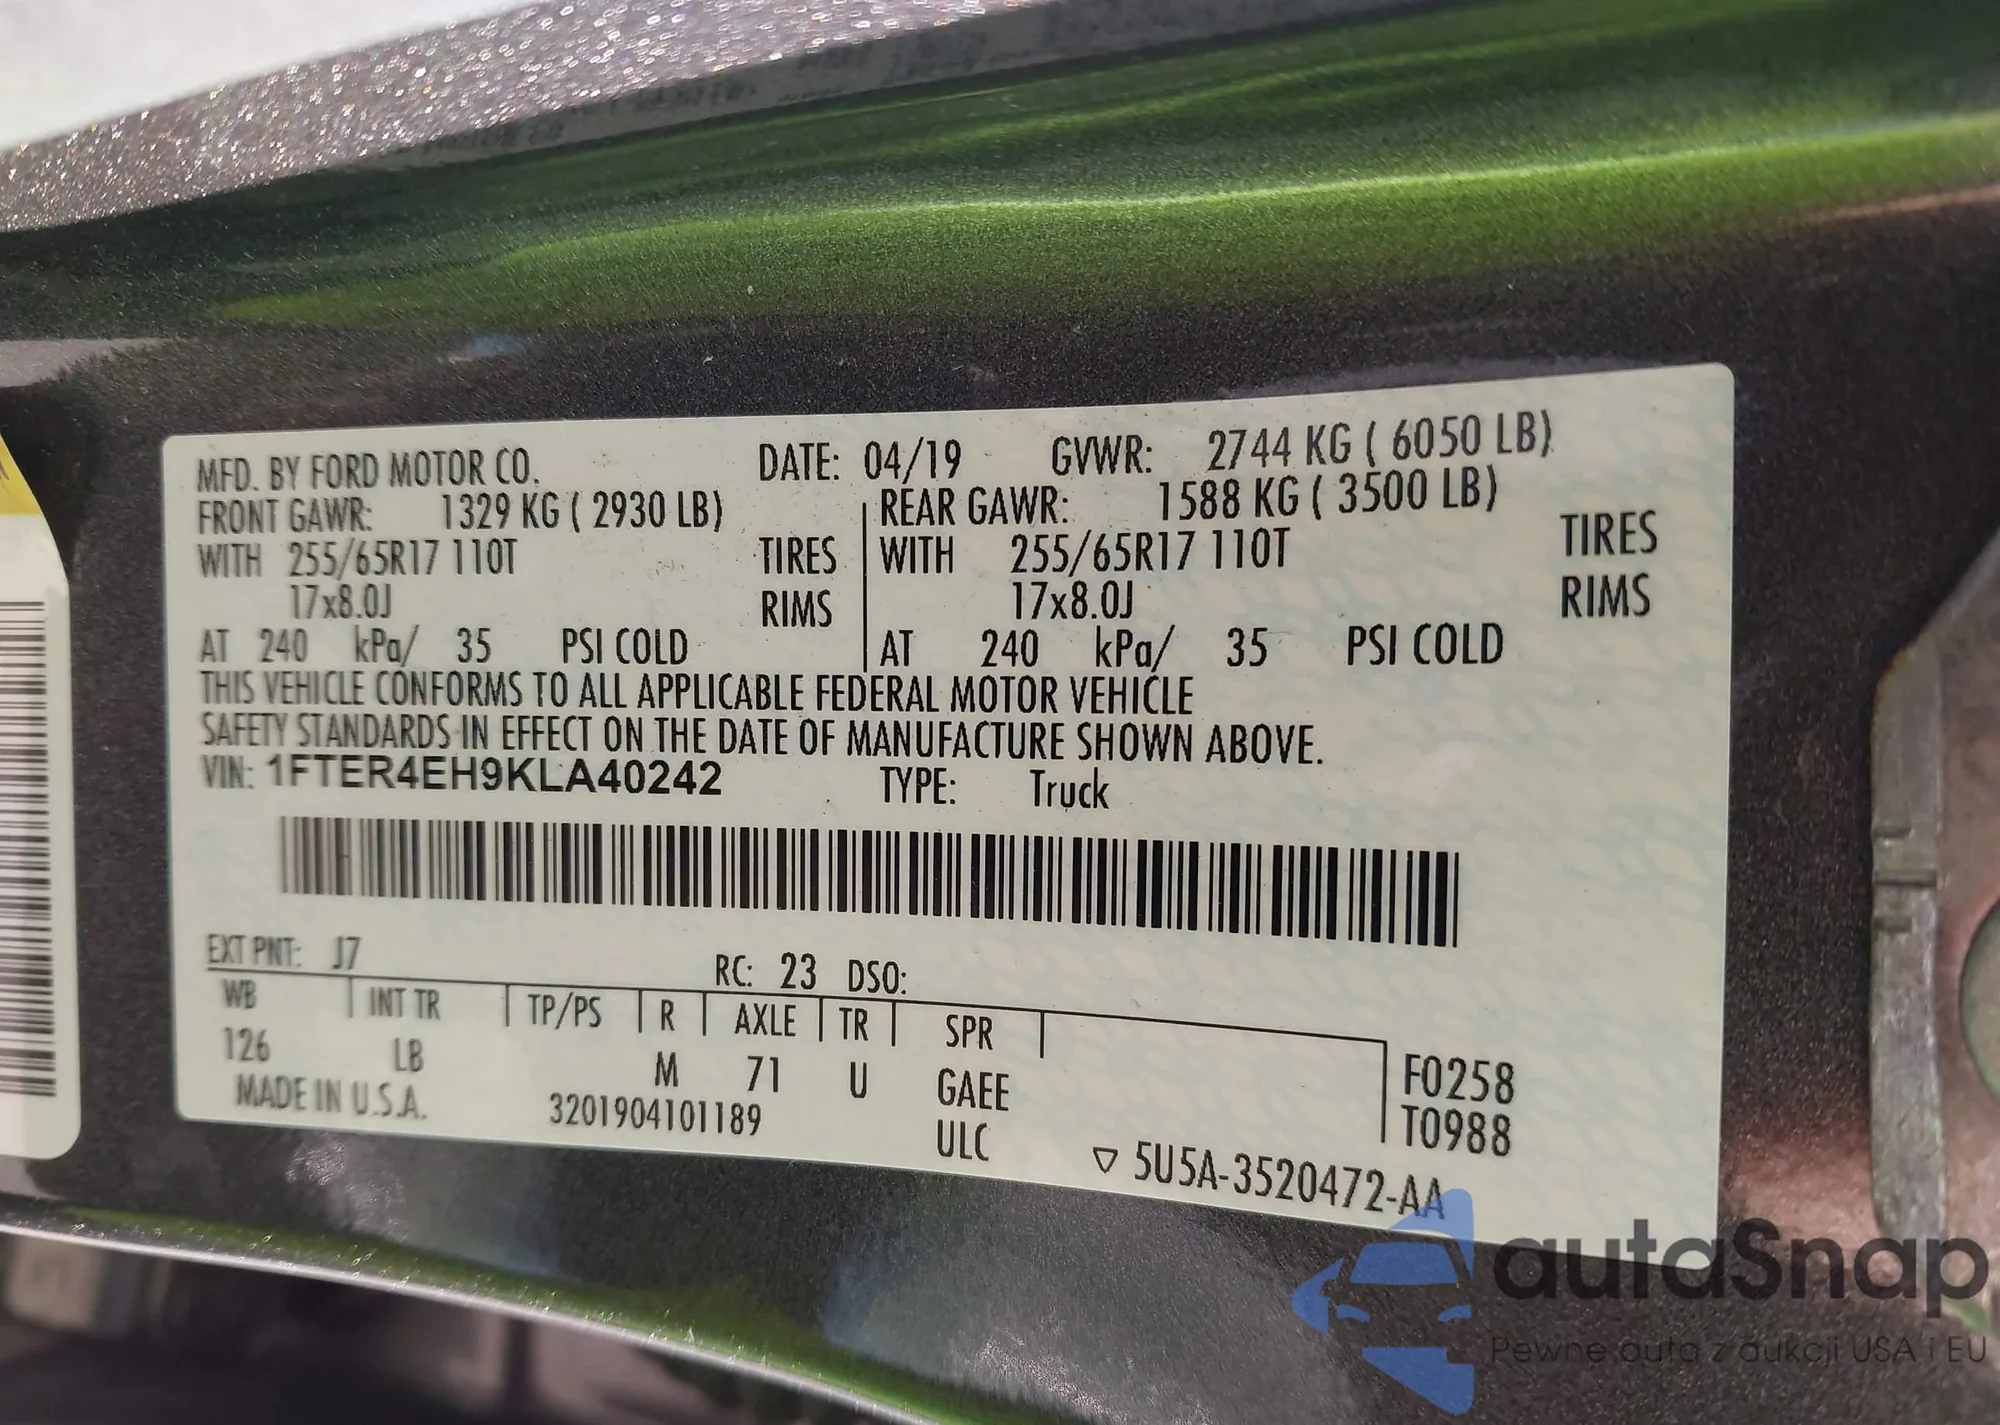 MFD. BY FORD MOTOR CO. DATE: 04/19 GVWR: 2744 KG ( 6050 LB)
FRONT GAWR: 1329 KG ( 2930 LB) REAR GAWR: 1588 KG ( 3500 LB)
WITH 255/65R17 110T TIRES WITH 255/65R17 110T TIRES
17x8.0J RIMS 17x8.0J RIMS
AT 240 kPa/ 35 PSI COLD AT 240 kPa/ 35 PSI COLD
THIS VEHICLE CONFORMS TO ALL APPLICABLE FEDERAL MOTOR VEHICLE
SAFETY STANDARDS IN EFFECT ON THE DATE OF MANUFACTURE SHOWN ABOVE.
VIN: 1FTER4EH9KLA40242 TYPE: Truck
EXT PNT: J7 RC: 23 DSO:
WB INT TR TP/PS R AXLE TR SPR
126 LB M 71 U GAEE F0258
MADE IN U.S.A. 3201904101189 ULC T0988
▽ 5U5A-3520472-AA
autaSnap
Pewne auta z aukcji USA i EU